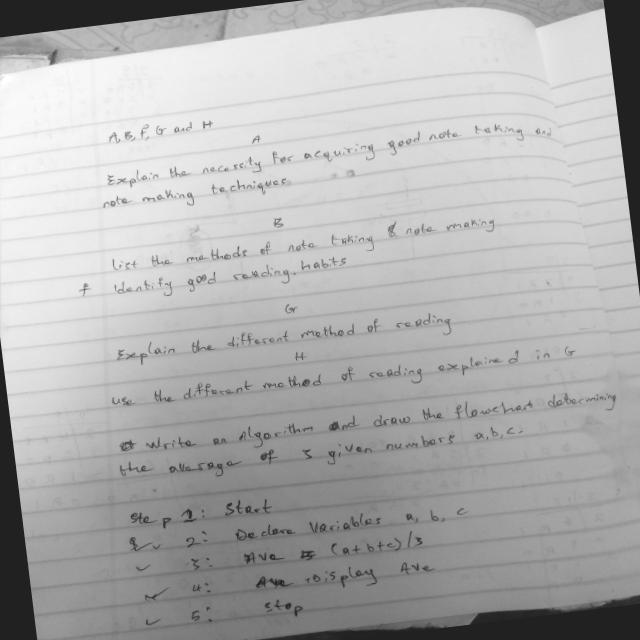 A, B, F, G and H
A
Explain the necessity for acquiring good note taking and
note making techniques.
B
List the methods of note taking & note making
f Identify good reading habits
G
Explain the different method of reading
H
use the different method of reading explained in G
Write an Algorithm and draw the flowchart determining
the average of 3 given numbers a, b, c.
Step 1: Start
2: Declare Variables a, b, c
3: Ave = (a+b+c)/3
4: Display Ave
5: Stop